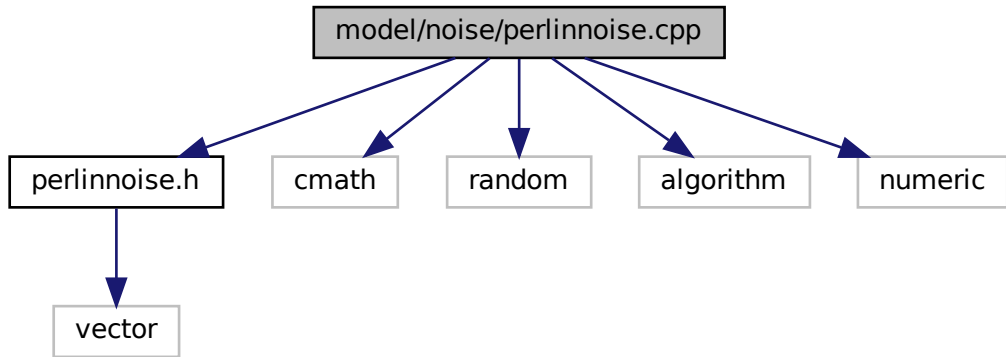 model/noise/perlinnoise.cpp
perlinnoise.h
cmath
random
algorithm
numeric
vector